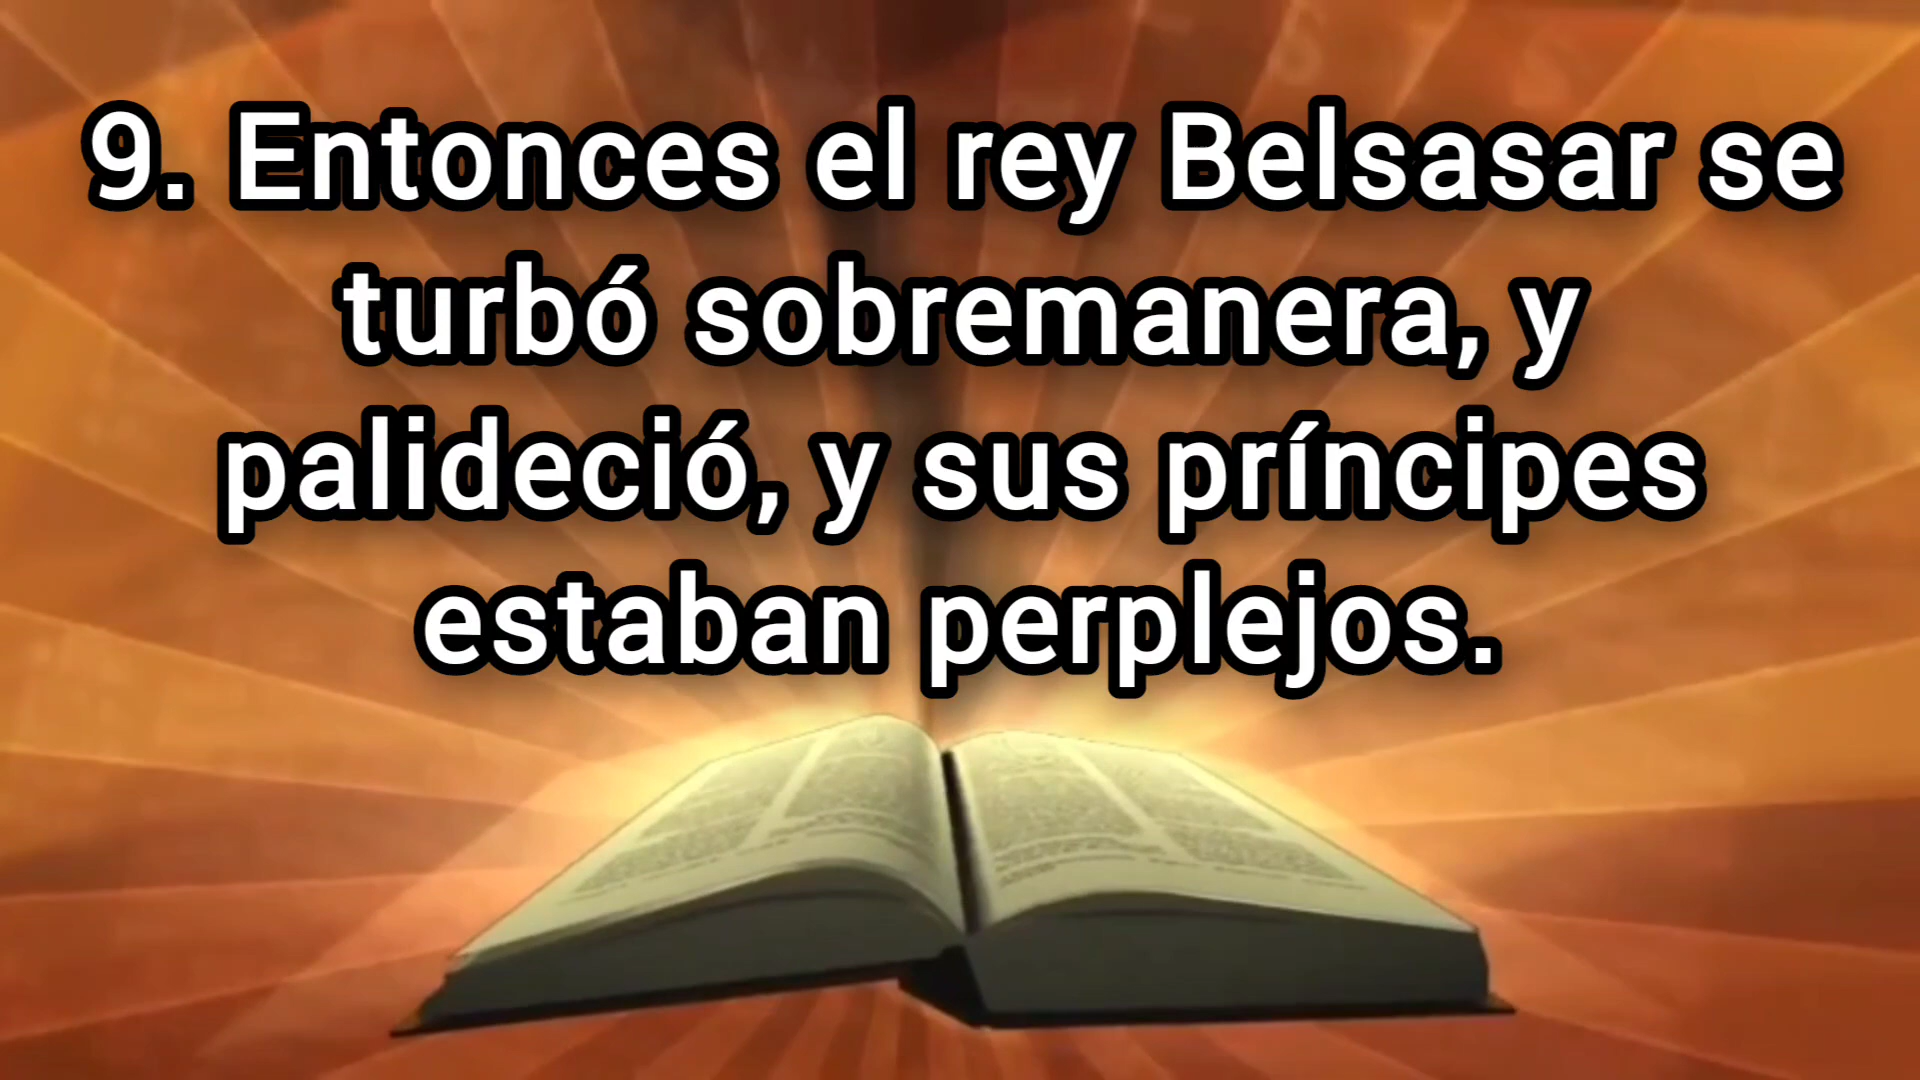 9. Entonces el rey Belsasar se
turbó sobremanera, y
palideció, y sus príncipes
estaban perplejos.